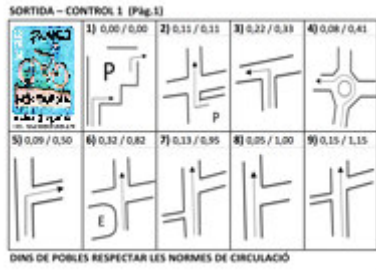 SORTIDA – CONTROL 1 (Pàg.1)
1) 0,00 / 0,00
2) 0,11 / 0,11
3) 0,22 / 0,33
4) 0,08 / 0,41
P
P
5) 0,09 / 0,50
6) 0,32 / 0,82
7) 0,13 / 0,95
8) 0,05 / 1,00
9) 0,15 / 1,15
E
DINS DE POBLES RESPECTAR LES NORMES DE CIRCULACIÓ